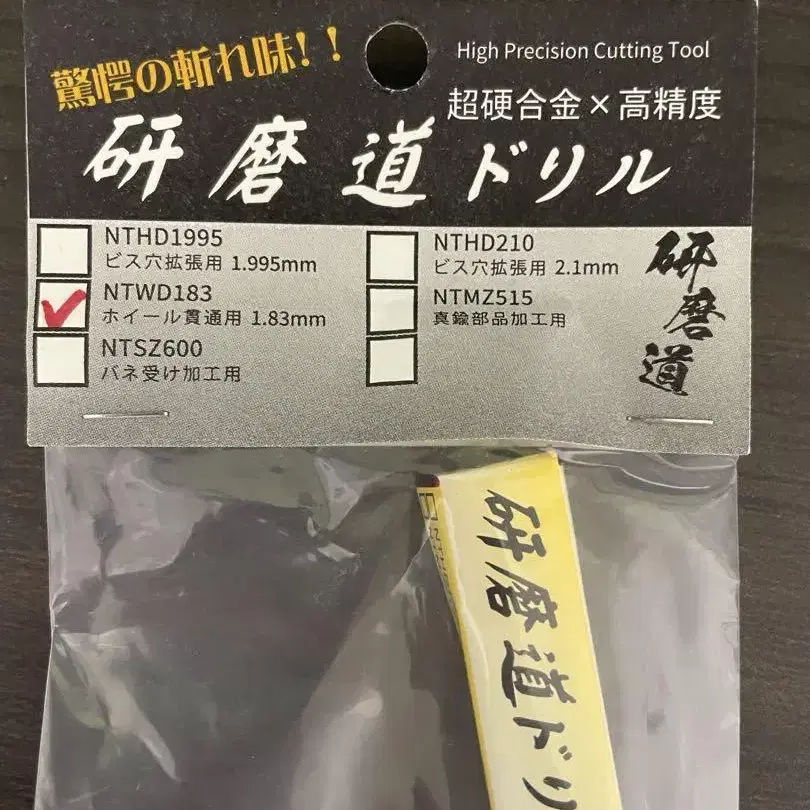 驚愕の斬れ味!!
High Precision Cutting Tool
超硬合金×高精度
研磨道ドリル
NTHD1995
ビス穴拡張用 1.995mm
NTHD210
ビス穴拡張用 2.1mm
NTWD183
ホイール貫通用 1.83mm
NTMZ515
真鍮部品加工用
NTSZ600
バネ受け加工用
研磨道
研磨道ドリ